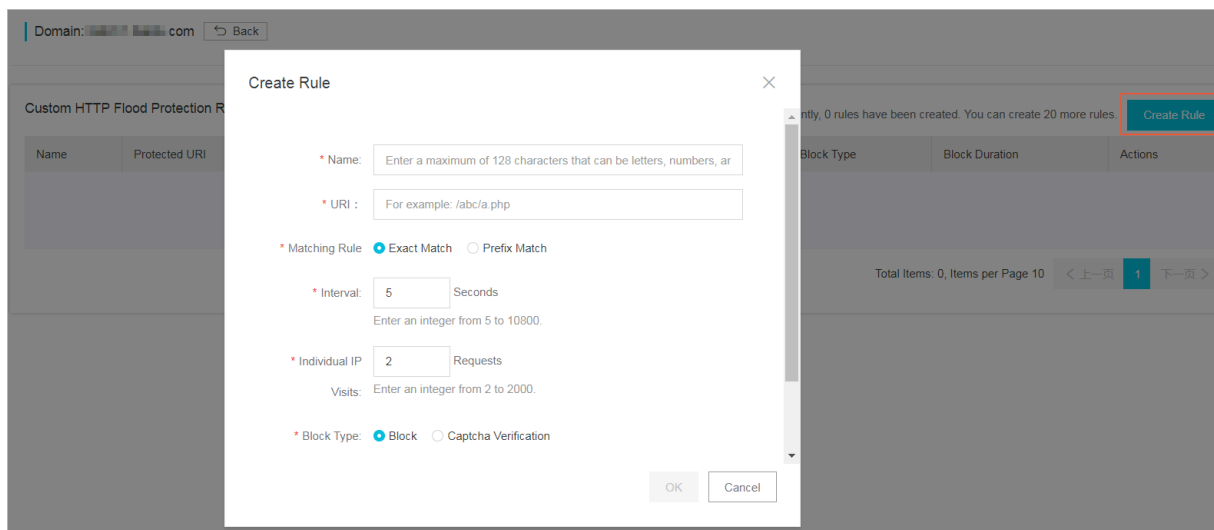 Domain: com Back
Create Rule
Custom HTTP Flood Protection R
ntly, 0 rules have been created. You can create 20 more rules. Create Rule
Name Protected URI Block Type Block Duration Actions
* Name: Enter a maximum of 128 characters that can be letters, numbers, ar
* URI： For example: /abc/a.php
* Matching Rule Exact Match Prefix Match
Total Items: 0, Items per Page 10 < 上一页 1 下一页 >
* Interval: 5 Seconds
Enter an integer from 5 to 10800.
* Individual IP Visits: 2 Requests
Enter an integer from 2 to 2000.
* Block Type: Block Captcha Verification
OK Cancel